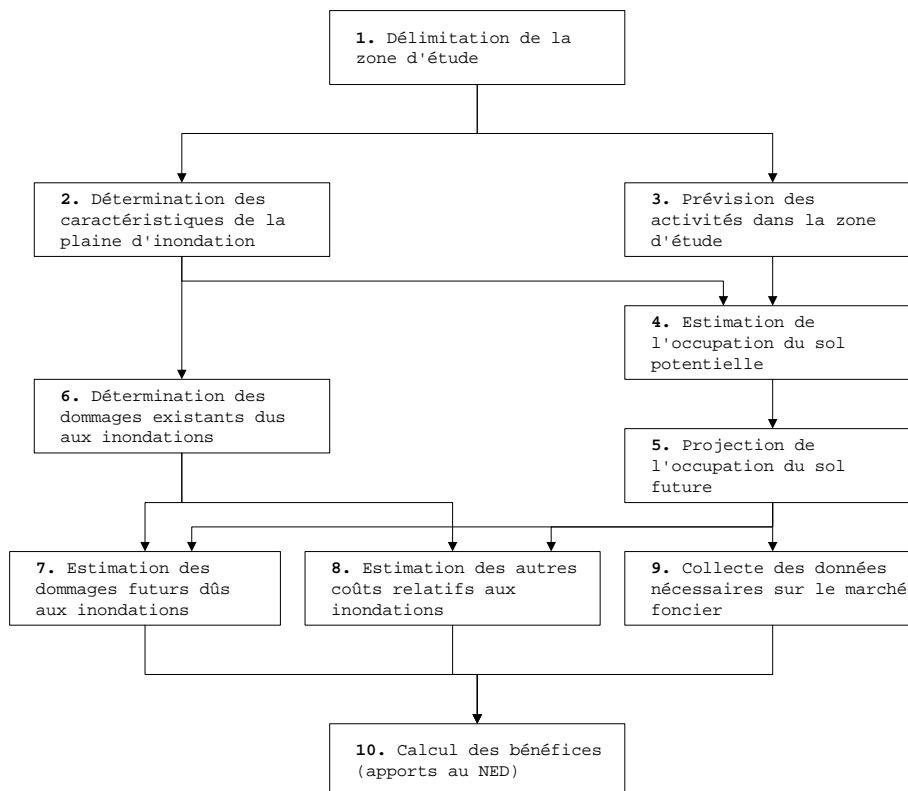 1. Délimitation de la
zone d'étude
2. Détermination des
caractéristiques de la
plaine d'inondation
3. Prévision des
activités dans la zone
d'étude
4. Estimation de
l'occupation du sol
potentielle
6. Détermination des
dommages existants dus
aux inondations
5. Projection de
l'occupation du sol
future
7. Estimation des
dommages futurs dûs
aux inondations
8. Estimation des autres
coûts relatifs aux
inondations
9. Collecte des données
nécessaires sur le marché
foncier
10. Calcul des bénéfices
(apports au NED)